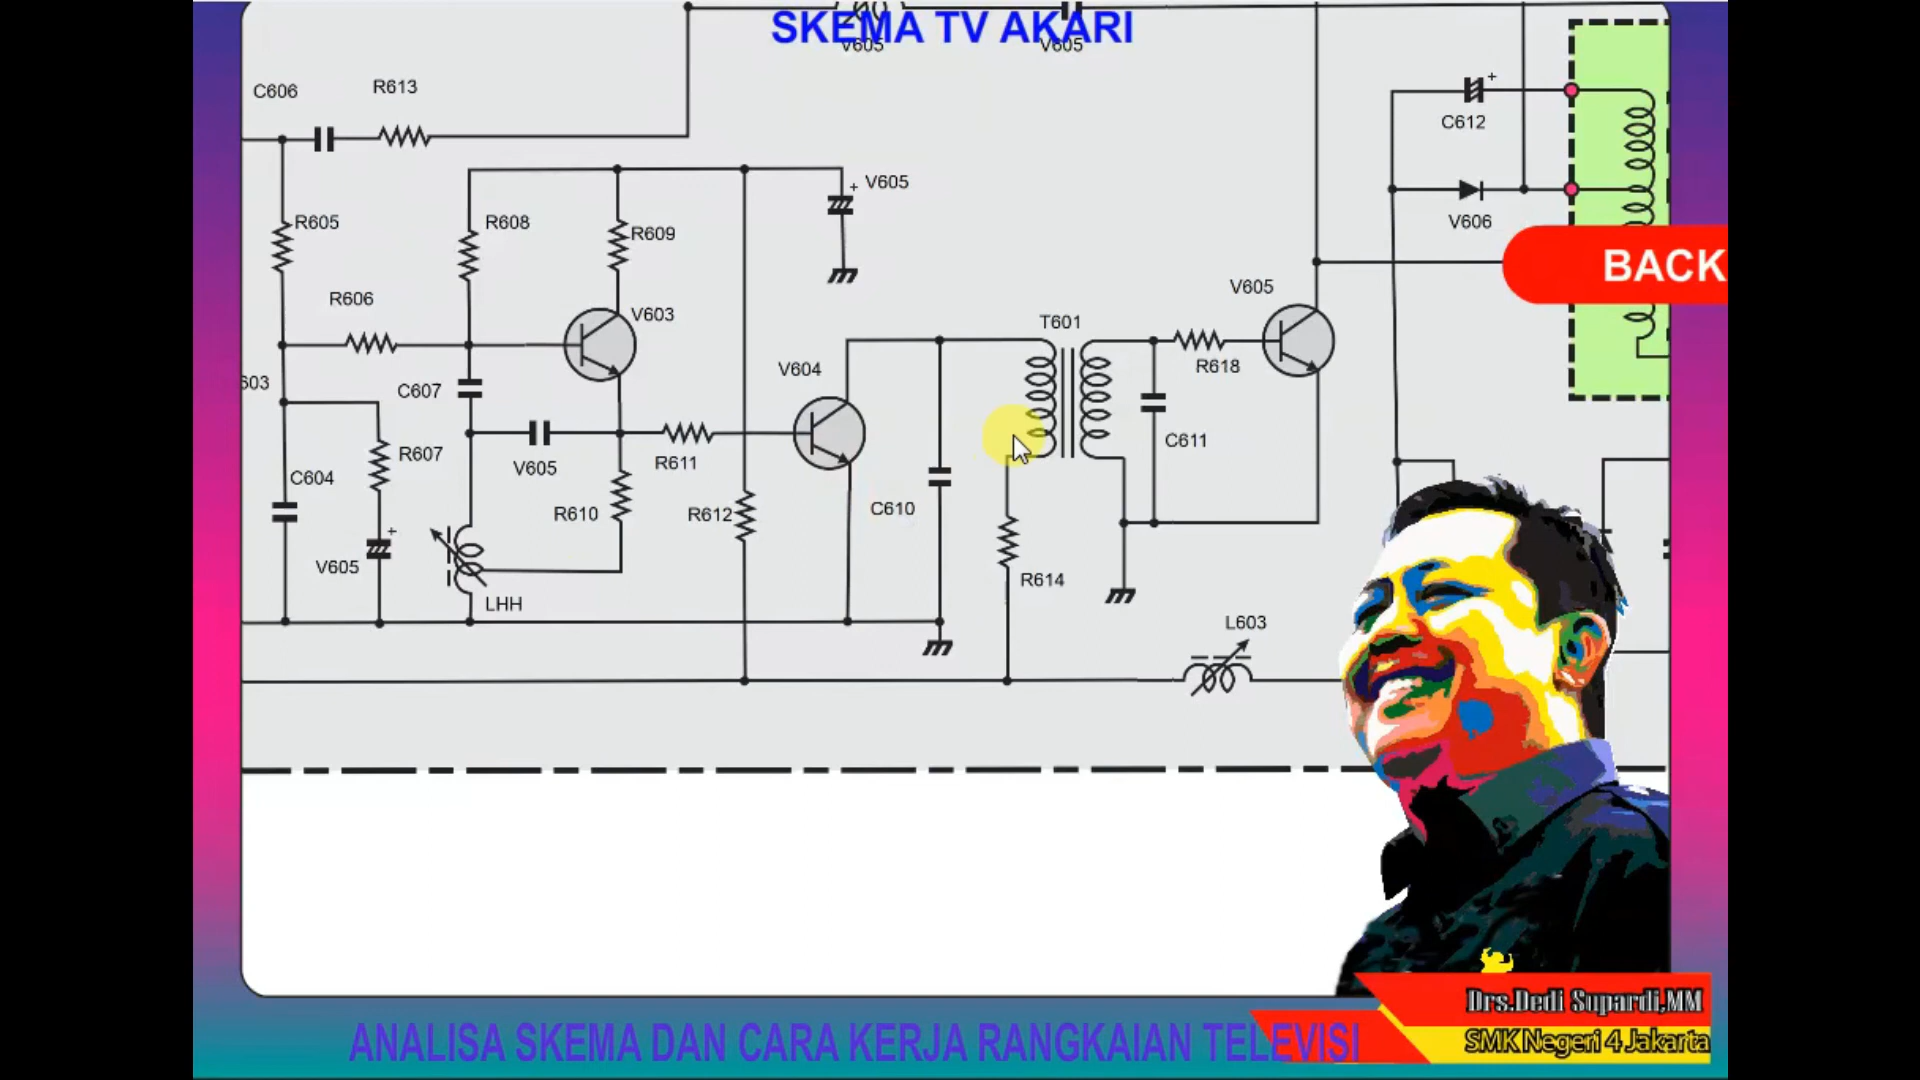 SKEMA TV AKARI
V605
V605
C606
R613
C612
V605
R605
R608
R609
V606
BACK
R606
V603
V605
T601
V604
R618
603
C607
C611
R607
V605
R611
C604
R610
R612
C610
V605
R614
LHH
L603
Drs.Dedi Supardi,MM
ANALISA SKEMA DAN CARA KERJA RANGKAIAN TELEVISI
SMK Negeri 4 Jakarta